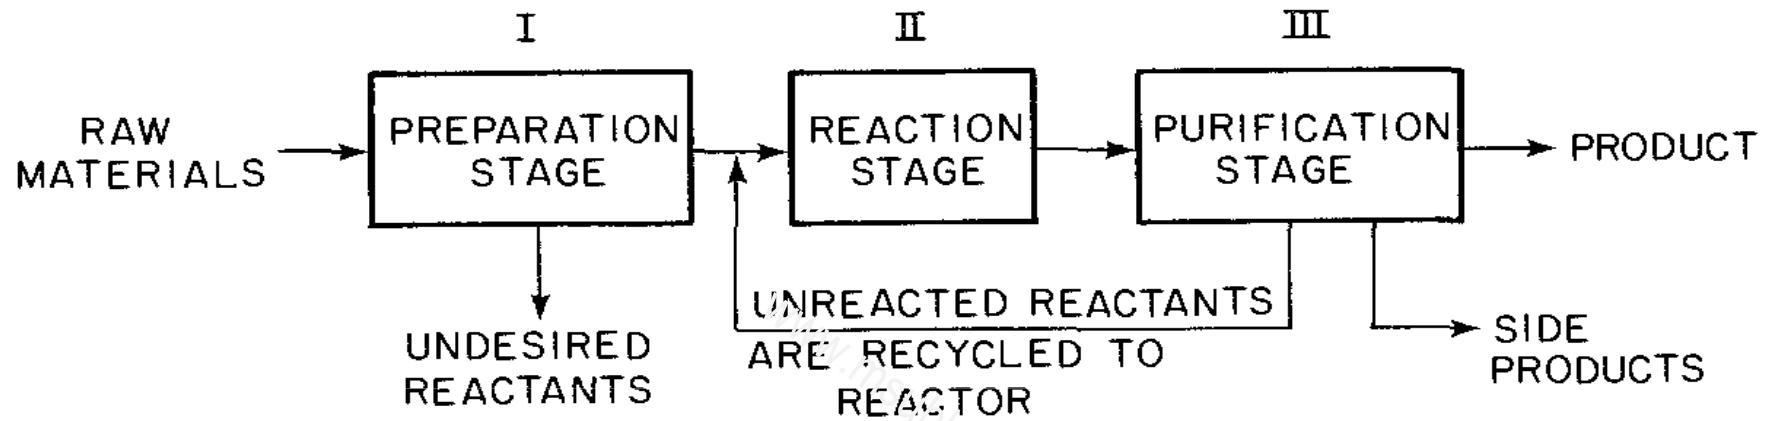 I
II
III
RAW
MATERIALS
PREPARATION
STAGE
REACTION
STAGE
PURIFICATION
STAGE
PRODUCT
UNDESIRED
REACTANTS
UNREACTED REACTANTS
ARE RECYCLED TO
REACTOR
SIDE
PRODUCTS